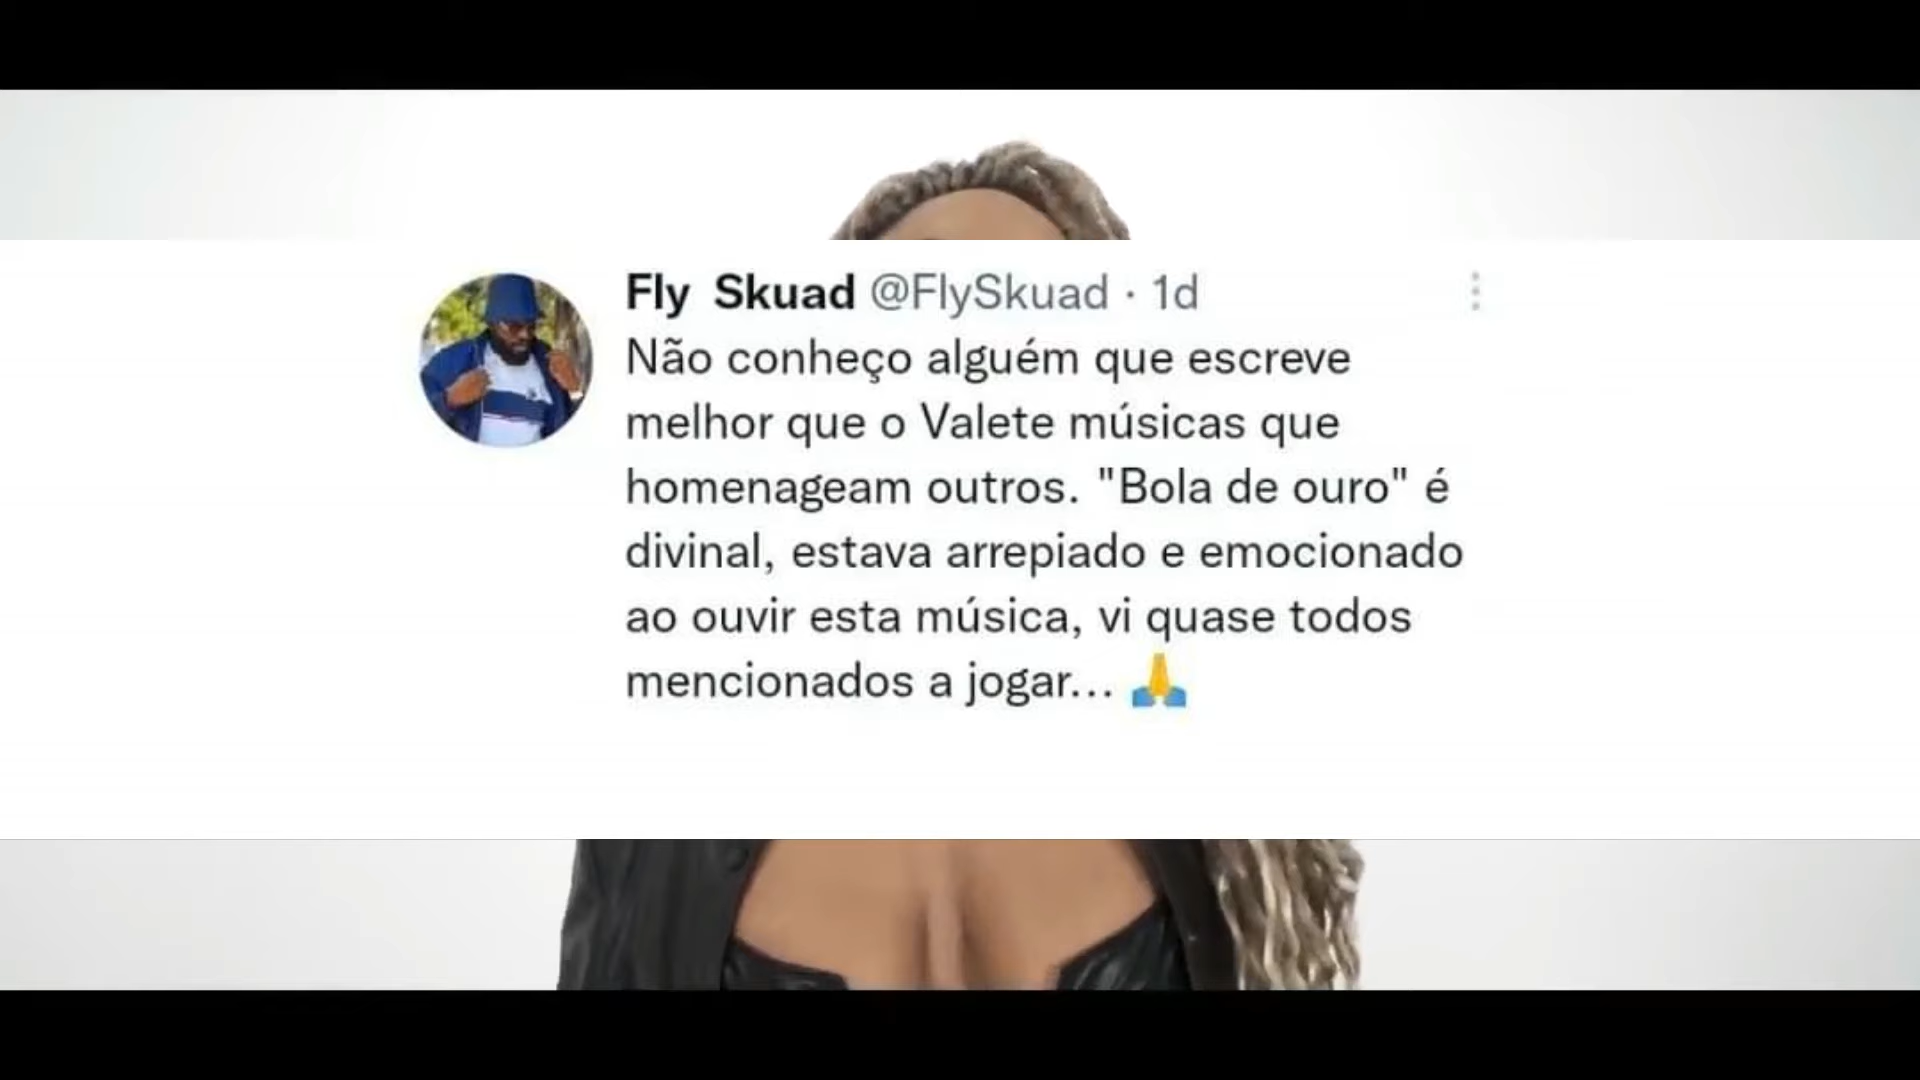 Fly Skuad @FlySkuad · 1d
Não conheço alguém que escreve
melhor que o Valete músicas que
homenageam outros. "Bola de ouro" é
divinal, estava arrepiado e emocionado
ao ouvir esta música, vi quase todos
mencionados a jogar... 🙏